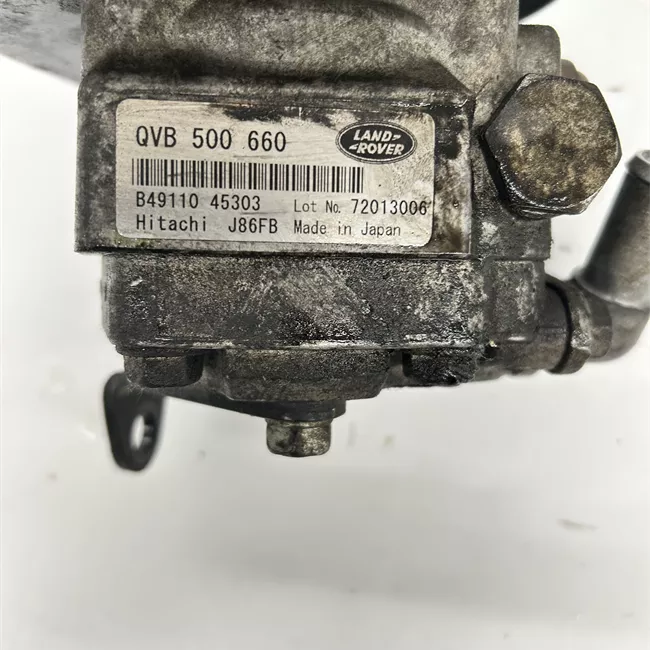 QVB 500 660
LAND-
-ROVER
B49110 45303 Lot No. 72013006
Hitachi J86FB Made in Japan